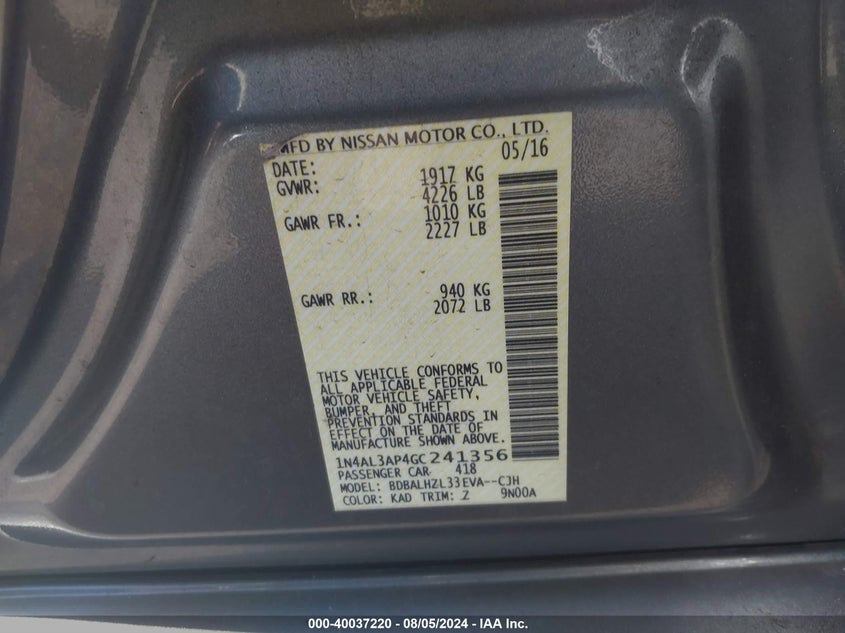 MFD BY NISSAN MOTOR CO., LTD.
DATE: 05/16
GVWR: 1917 KG
4226 LB
GAWR FR.: 1010 KG
2227 LB
GAWR RR.: 940 KG
2072 LB
THIS VEHICLE CONFORMS TO
ALL APPLICABLE FEDERAL
MOTOR VEHICLE SAFETY,
BUMPER, AND THEFT
PREVENTION STANDARDS IN
EFFECT ON THE DATE OF
MANUFACTURE SHOWN ABOVE.
1N4AL3AP4GC241356
PASSENGER CAR 418
MODEL: BDBALHZL33EVA--CJH
COLOR: KAD TRIM: Z 9N00A
000-40037220 - 08/05/2024 - IAA Inc.